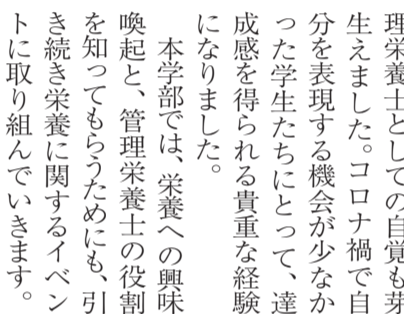 理栄養士としての自覚も芽
生えました。コロナ禍で自
分を表現する機会が少なか
った学生たちにとって、達
成感を得られる貴重な経験
になりました。
本学部では、栄養への興味
喚起と、管理栄養士の役割
を知ってもらうためにも、引
き続き栄養に関するイベン
トに取り組んでいきます。